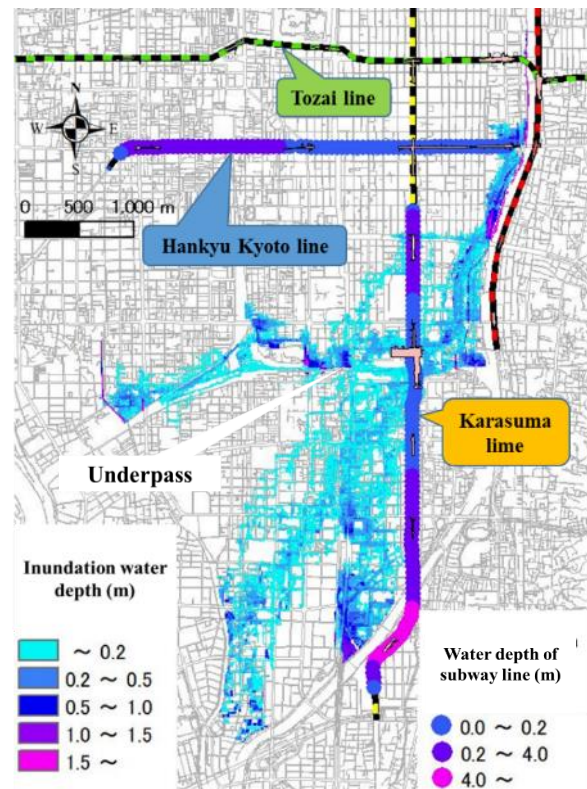 Tozai line
N
W E
S
0 500 1,000 m
Hankyu Kyoto line
Karasuma
lime
Underpass
Inundation water
depth (m)
~ 0.2
0.2 ~ 0.5
0.5 ~ 1.0
1.0 ~ 1.5
1.5 ~
Water depth of
subway line (m)
0.0 ~ 0.2
0.2 ~ 4.0
4.0 ~